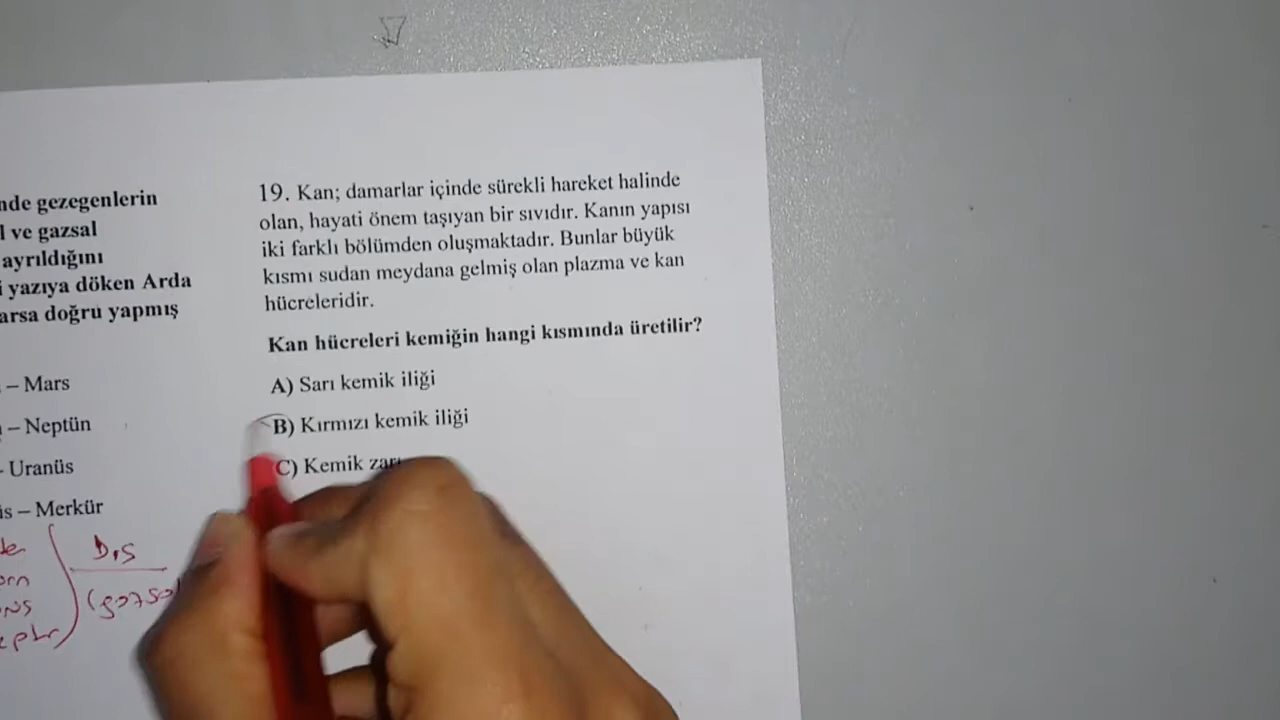 nde gezegenlerin
l ve gazsal
ayrıldığını
i yazıya döken Arda
arsa doğru yapmış
– Mars
– Neptün
- Uranüs
is – Merkür
Dış
19. Kan; damarlar içinde sürekli hareket halinde
olan, hayati önem taşıyan bir sıvıdır. Kanın yapısı
iki farklı bölümden oluşmaktadır. Bunlar büyük
kısmı sudan meydana gelmiş olan plazma ve kan
hücreleridir.
Kan hücreleri kemiğin hangi kısmında üretilir?
A) Sarı kemik iliği
B) Kırmızı kemik iliği
C) Kemik zarı